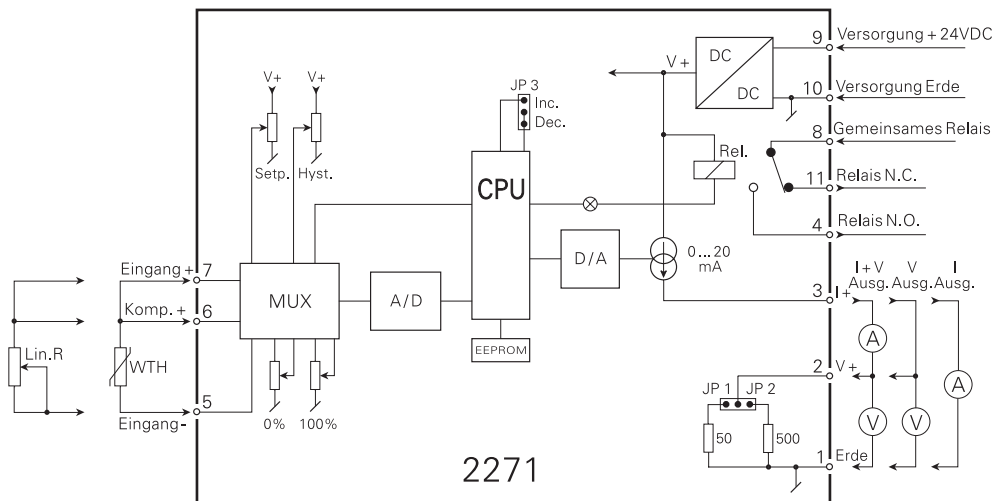 9 Versorgung + 24VDC
V+
DC
DC
10 Versorgung Erde
V+ V+
JP 3
Inc.
Dec.
8 Gemeinsames Relais
Rel.
Setp. Hyst.
CPU
11 Relais N.C.
4 Relais N.O.
D/A
0...20
mA
I+V V I
Ausg. Ausg. Ausg.
Eingang + 7
MUX
A/D
3 I+
Komp. + 6
A
EEPROM
Lin.R
WTH
2 V+
A
JP 1 JP 2
5
Eingang-
0% 100%
V
V
50
500
2271
1 Erde